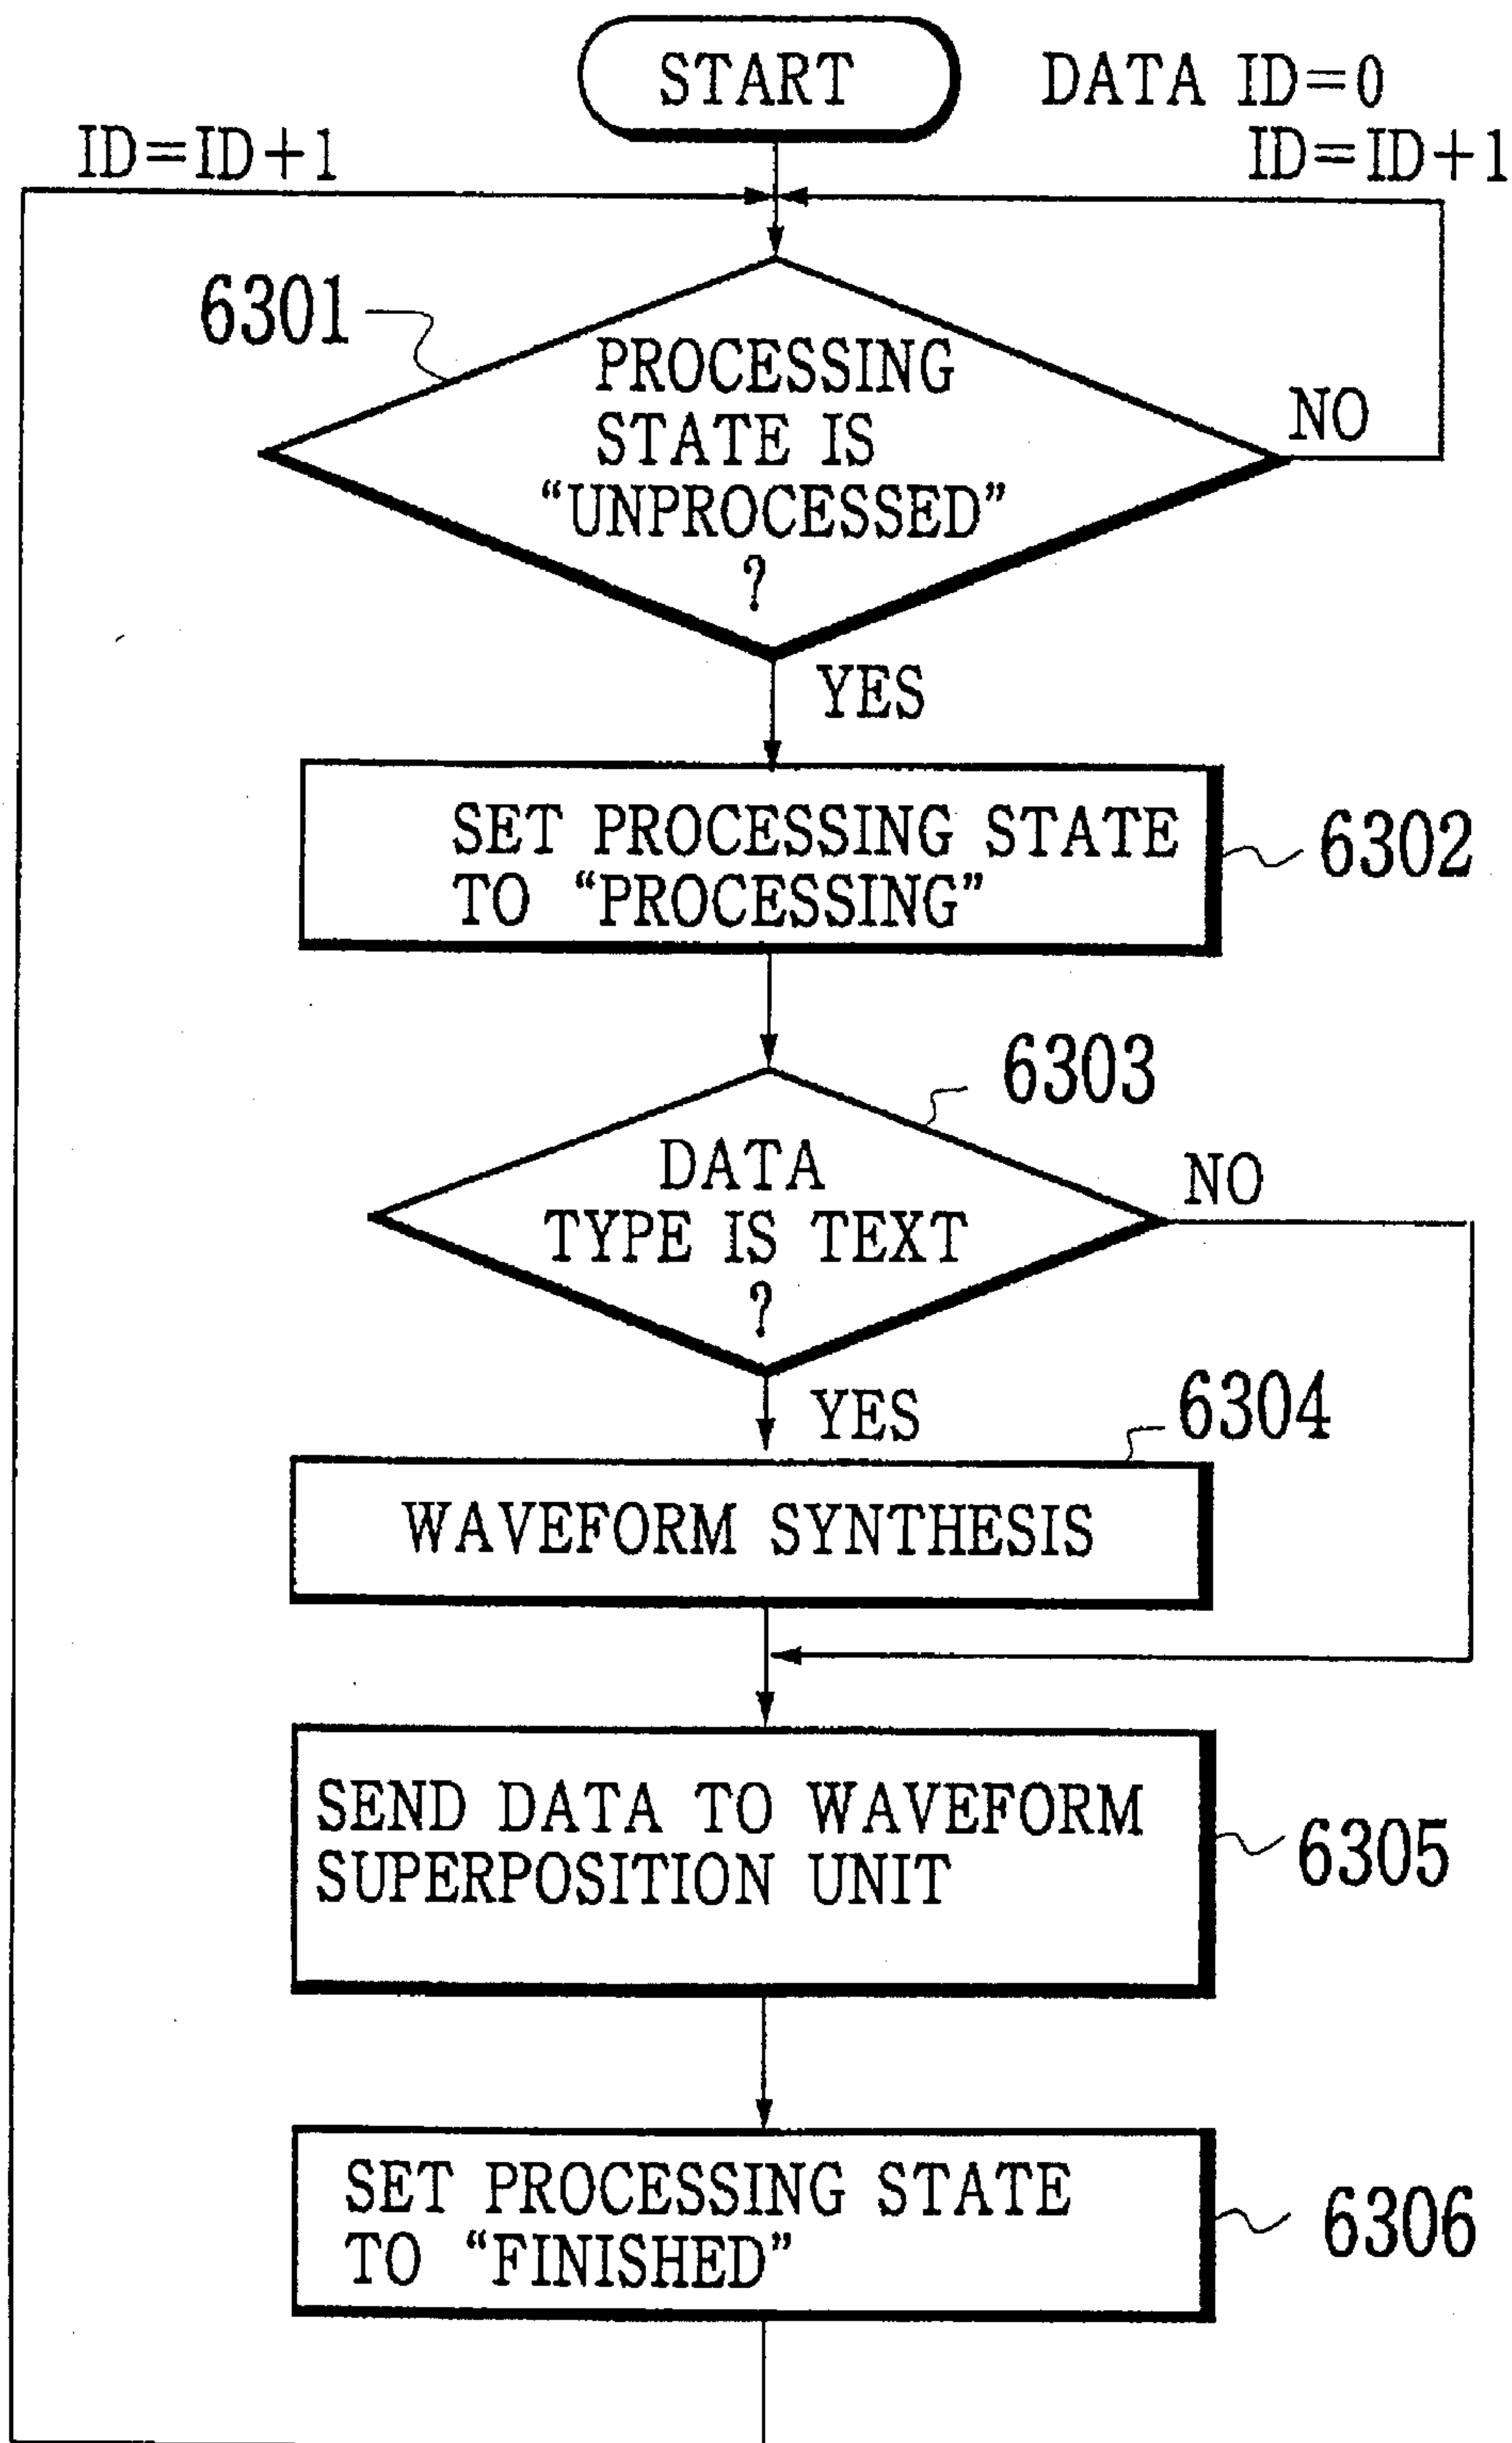 START
DATA ID=0
ID=ID+1
ID=ID+1
6301
PROCESSING
STATE IS
“UNPROCESSED”
?
NO
YES
SET PROCESSING STATE
TO “PROCESSING”
6302
6303
DATA
TYPE IS TEXT
?
NO
YES
6304
WAVEFORM SYNTHESIS
SEND DATA TO WAVEFORM
SUPERPOSITION UNIT
6305
SET PROCESSING STATE
TO “FINISHED”
6306